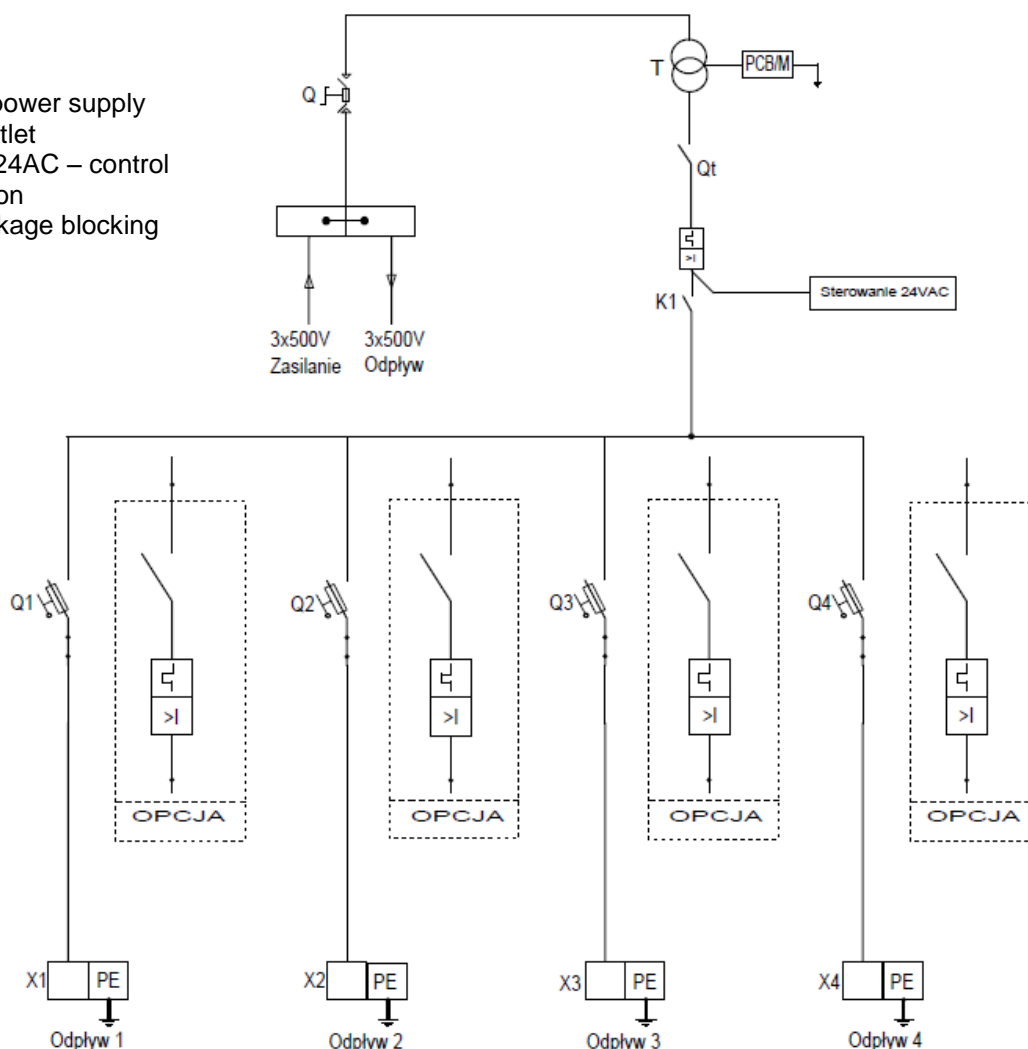 power supply
tlet
24AC – control
on
kage blocking
T
PCB/M
Q
Qt
>I
K1
Sterowanie 24VAC
3x500V
Zasilanie
3x500V
Odpływ
Q1
Q2
Q3
Q4
>I
>I
>I
>I
OPCJA
OPCJA
OPCJA
OPCJA
X1
PE
X2
PE
X3
PE
X4
PE
Odpływ 1
Odpływ 2
Odpływ 3
Odpływ 4